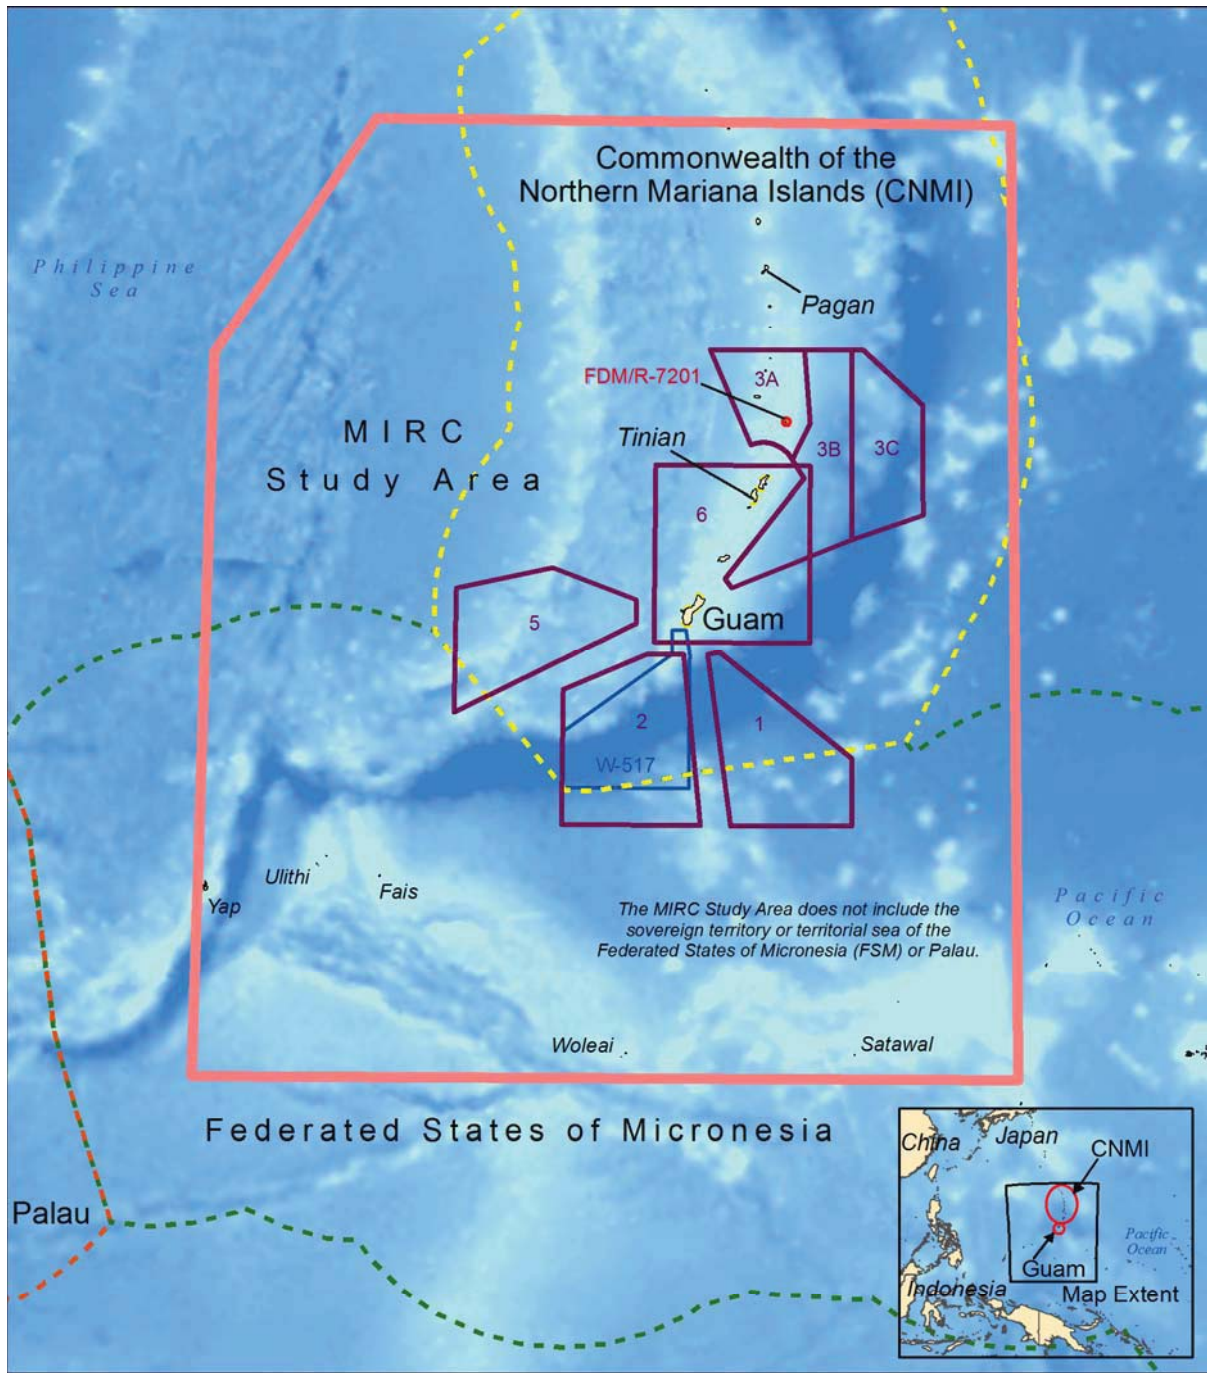 Commonwealth of the
Northern Mariana Islands (CNMI)
Philippine
Sea
Pagan
FDM/R-7201
3A
MIRC
Study Area
Tinian
3B
3C
6
5
Guam
2
1
W-517
Ulithi
Fais
Yap
Pacific
Ocean
The MIRC Study Area does not include the
sovereign territory or territorial sea of the
Federated States of Micronesia (FSM) or Palau.
Woleai
Satawal
Federated States of Micronesia
Palau
China
Japan
CNMI
Pacific
Ocean
Guam
Indonesia
Map Extent